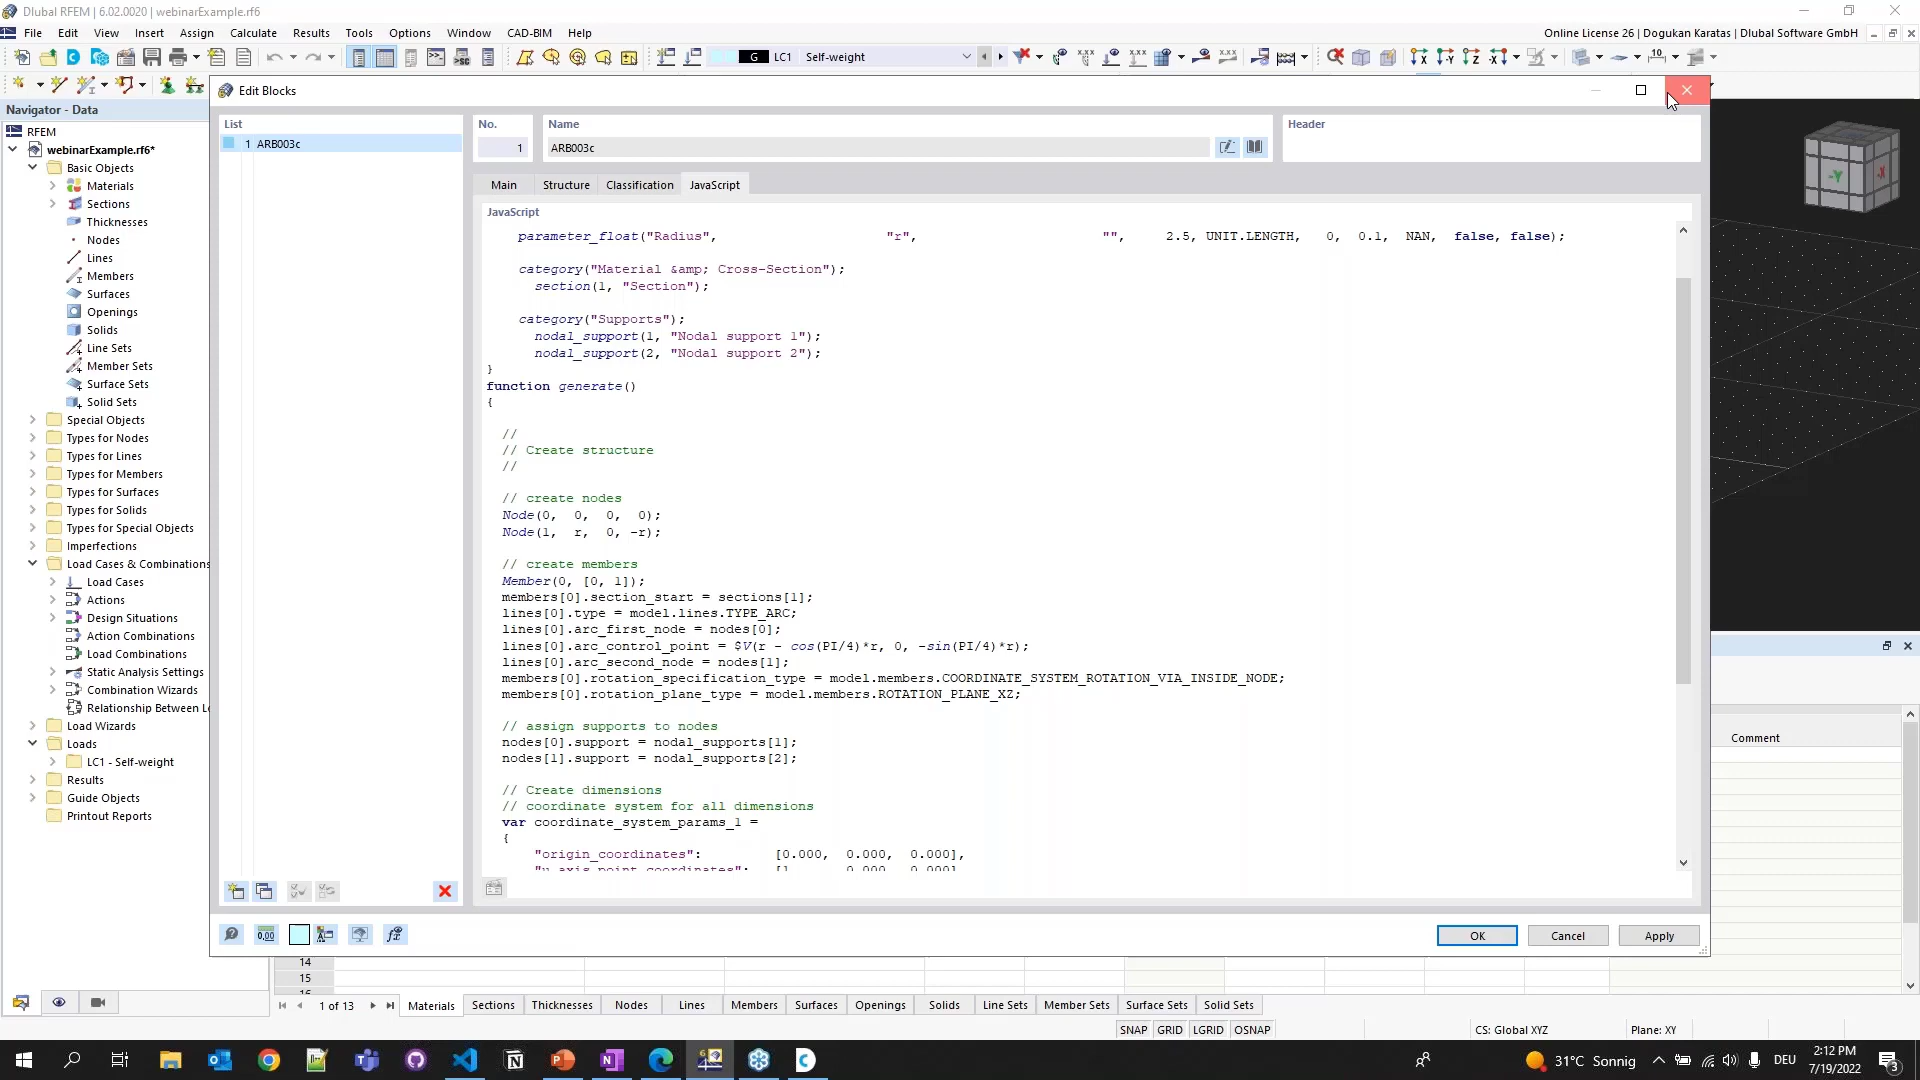 Dlubal RFEM | 6.02.0020 | webinarExample.rf6
File Edit View Insert Assign Calculate Results Tools Options Window CAD-BIM Help
Online License 26 | Dogukan Karatas | Dlubal Software GmbH
G LC1 Self-weight
Navigator - Data
RFEM
webinarExample.rf6*
Basic Objects
Materials
Sections
Thicknesses
Nodes
Lines
Members
Surfaces
Openings
Solids
Line Sets
Member Sets
Surface Sets
Solid Sets
Special Objects
Types for Nodes
Types for Lines
Types for Members
Types for Surfaces
Types for Solids
Types for Special Objects
Imperfections
Load Cases & Combinations
Load Cases
Actions
Design Situations
Action Combinations
Load Combinations
Static Analysis Settings
Combination Wizards
Relationship Between L
Load Wizards
Loads
LC1 - Self-weight
Results
Guide Objects
Printout Reports
Edit Blocks
List
1 ARB003c
No.
1
Name
ARB003c
Header
Main Structure Classification JavaScript
JavaScript
parameter_float("Radius", "r", "", 2.5, UNIT.LENGTH, 0, 0.1, NAN, false, false);
category("Material &amp; Cross-Section");
section(1, "Section");
category("Supports");
nodal_support(1, "Nodal support 1");
nodal_support(2, "Nodal support 2");
}
function generate()
{
//
// Create structure
//
// create nodes
Node(0, 0, 0, 0);
Node(1, r, 0, -r);
// create members
Member(0, [0, 1]);
members[0].section_start = sections[1];
lines[0].type = model.lines.TYPE_ARC;
lines[0].arc_first_node = nodes[0];
lines[0].arc_control_point = $V(r - cos(PI/4)*r, 0, -sin(PI/4)*r);
lines[0].arc_second_node = nodes[1];
members[0].rotation_specification_type = model.members.COORDINATE_SYSTEM_ROTATION_VIA_INSIDE_NODE;
members[0].rotation_plane_type = model.members.ROTATION_PLANE_XZ;
// assign supports to nodes
nodes[0].support = nodal_supports[1];
nodes[1].support = nodal_supports[2];
// Create dimensions
// coordinate system for all dimensions
var coordinate_system_params_1 =
{
"origin_coordinates": [0.000, 0.000, 0.000],
OK Cancel Apply
-Y -X
Comment
14
15
1 of 13
Materials Sections Thicknesses Nodes Lines Members Surfaces Openings Solids Line Sets Member Sets Surface Sets Solid Sets
SNAP GRID LGRID OSNAP
CS: Global XYZ
Plane: XY
31°C Sonnig
DEU
2:12 PM
7/19/2022
3